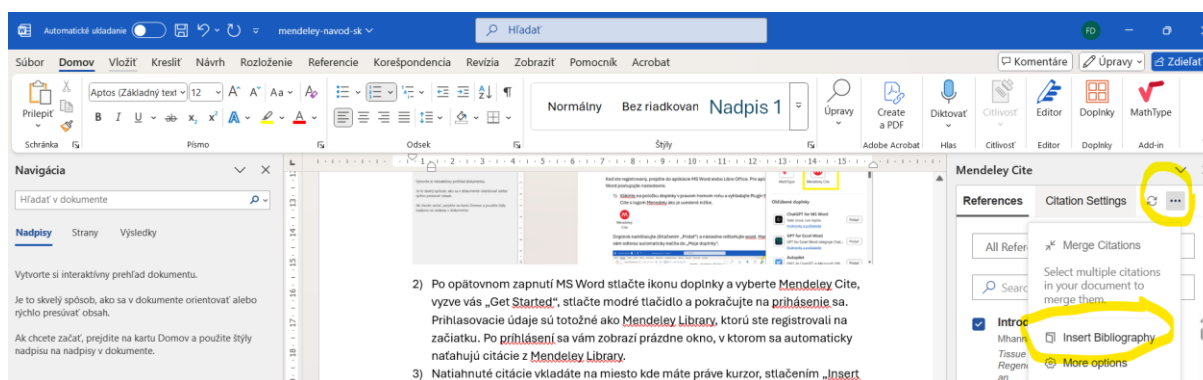 Automatické ukladanie
mendeley-navod-sk
Hľadať
FD
Súbor Domov Vložiť Kresliť Návrh Rozloženie Referencie Korešpondencia Revízia Zobraziť Pomocník Acrobat
Komentáre Úpravy Zdieľať
Prilepiť
Aptos (Základný text 12
Normálny Bez riadkovan Nadpis 1
Úpravy
Create a PDF
Diktovať
Citlivosť
Editor
Doplnky
MathType
Schránka Písmo Odsek Štýly Adobe Acrobat Hlas Citlivosť Editor Doplnky Add-in
Navigácia
Hľadať v dokumente
Nadpisy Strany Výsledky
Vytvorte si interaktívny prehľad dokumentu.
Je to skvelý spôsob, ako sa v dokumente orientovať alebo
rýchlo presúvať obsah.
Ak chcete začať, prejdite na kartu Domov a použite štýly
nadpisu na nadpisy v dokumente.
2) Po opätovnom zapnutí MS Word stlačte ikonu doplnky a vyberte Mendeley Cite,
vyzve vás „Get Started“, stlačte modré tlačidlo a pokračujte na prihásenie sa.
Prihlasovacie údaje sú totožné ako Mendeley Library, ktorú ste registrovali na
začiatku. Po prihlásení sa vám zobrazí prázdne okno, v ktorom sa automaticky
naťahujú citácie z Mendeley Library.
3) Natiahnuté citácie vkladáte na miesto kde máte práve kurzor, stlačením „Insert
Mendeley Cite
References Citation Settings
All Refer
Merge Citations
Select multiple citations
in your document to
merge them.
Searc
Introd
Mhann
Tissue
Regen
an
Insert Bibliography
More options